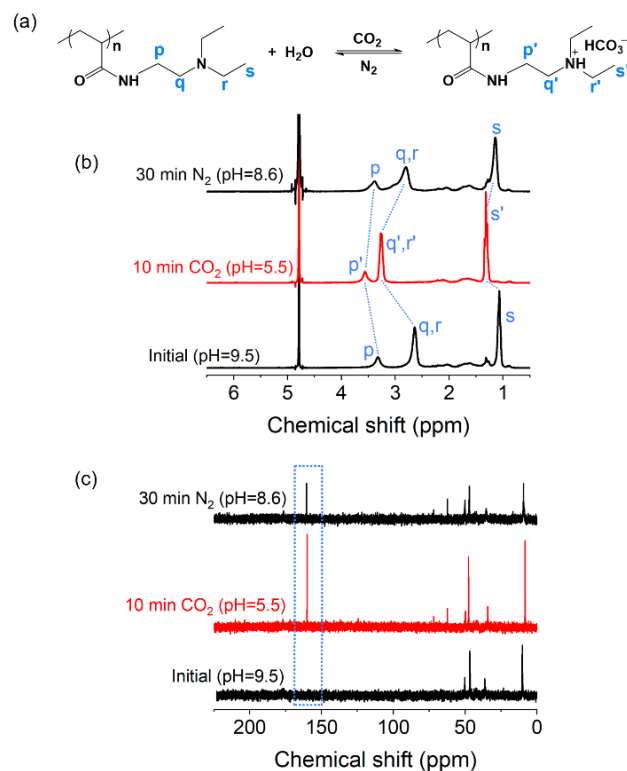 (a)
n
O
NH
p
q
N
r
s
+ H₂O
CO₂
N₂
n
O
NH
p'
q'
NH
+
HCO₃⁻
r'
s'
(b)
30 min N₂ (pH=8.6)
p
q,r
s
10 min CO₂ (pH=5.5)
p'
q',r'
s'
Initial (pH=9.5)
p
q,r
s
6 5 4 3 2 1
Chemical shift (ppm)
(c)
30 min N₂ (pH=8.6)
10 min CO₂ (pH=5.5)
Initial (pH=9.5)
225 150 100 50 0
Chemical shift (ppm)